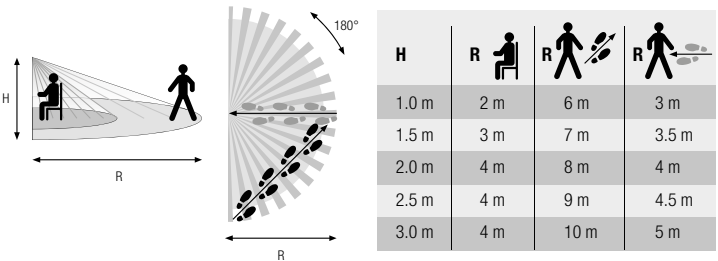 H
R
180°
R
H R R R
1.0 m 2 m 6 m 3 m
1.5 m 3 m 7 m 3.5 m
2.0 m 4 m 8 m 4 m
2.5 m 4 m 9 m 4.5 m
3.0 m 4 m 10 m 5 m